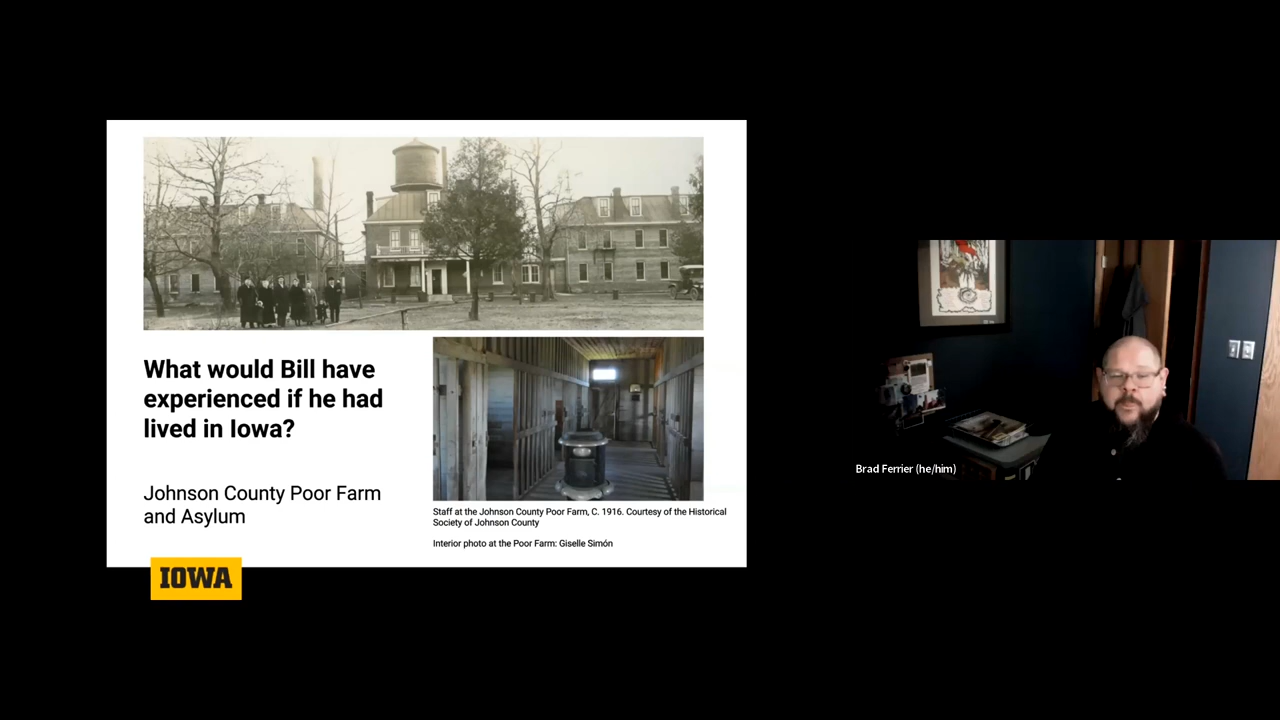 What would Bill have
experienced if he had
lived in Iowa?
Johnson County Poor Farm
and Asylum
Staff at the Johnson County Poor Farm, C. 1916. Courtesy of the Historical
Society of Johnson County
Interior photo at the Poor Farm: Giselle Simón
IOWA
Brad Ferrier (he/him)